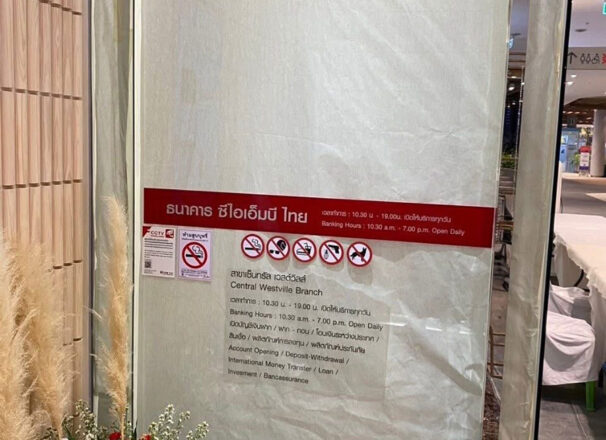 ธนาคาร ซีไอเอ็มบี ไทย
เวลาทำการ : 10.30 น. - 19.00น. เปิดให้บริการทุกวัน
Banking Hours : 10.30 a.m. - 7.00 p.m. Open Daily
CCTV
ห้ามสูบบุหรี่
สาขาเซ็นทรัล เวสต์วิลล์
Central Westville Branch
เวลาทำการ : 10.30 น. - 19.00 น. เปิดให้บริการทุกวัน
Banking Hours : 10.30 a.m. - 7.00 p.m. Open Daily
เปิดบัญชีเงินฝาก / ฝาก - ถอน / โอนเงินระหว่างประเทศ /
สินเชื่อ / ผลิตภัณฑ์การลงทุน / ผลิตภัณฑ์ประกันภัย
Account Opening / Deposit-Withdrawal /
International Money Transfer / Loan /
Invesment / Bancassurance